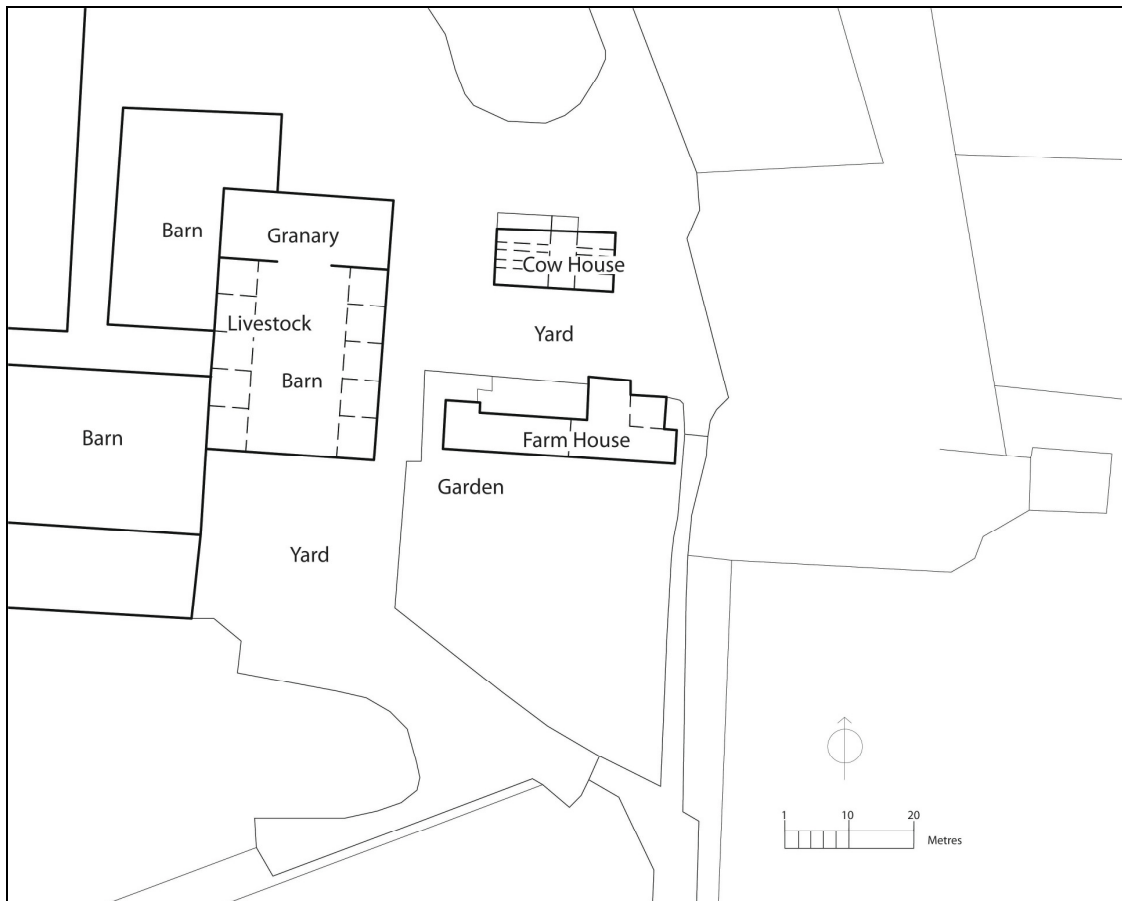 Barn
Granary
Cow House
Livestock
Yard
Barn
Barn
Farm House
Garden
Yard
1 10 20
Metres